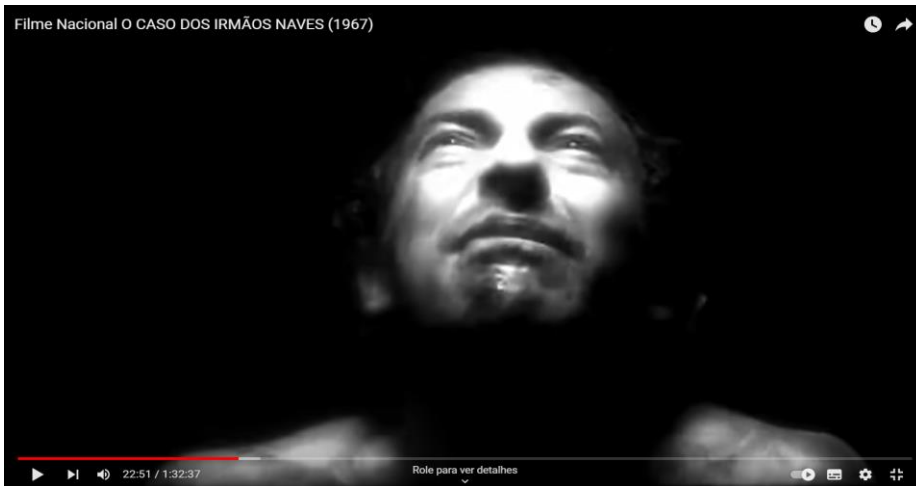 Filme Nacional O CASO DOS IRMÃOS NAVES (1967)
22:51 / 1:32:37
Role para ver detalhes